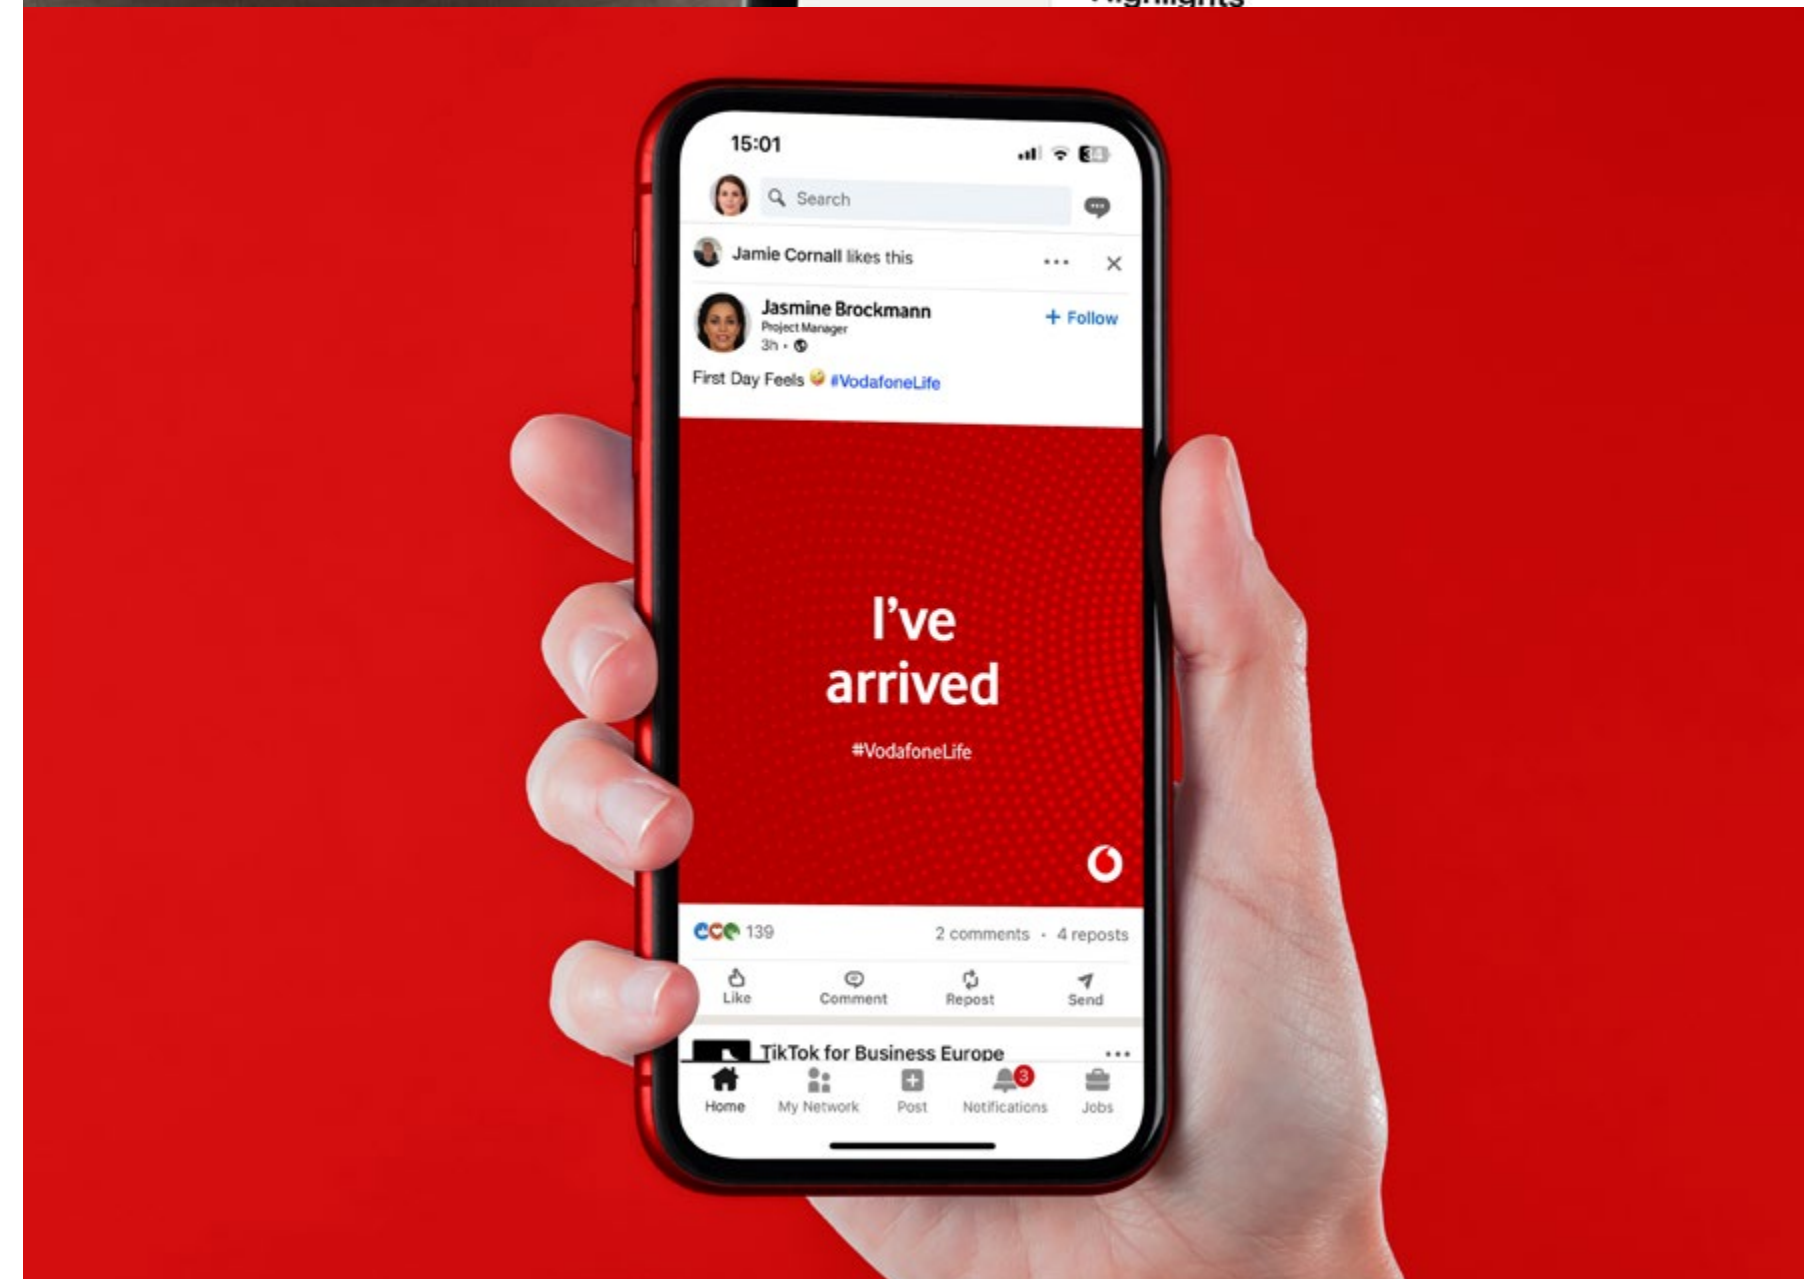 Highlights
15:01
34
Search
Jamie Cornall likes this
Jasmine Brockmann
+ Follow
Project Manager
3h •
First Day Feels 🤣 #VodafoneLife
I've
arrived
#VodafoneLife
139
2 comments • 4 reposts
Like
Comment
Repost
Send
TikTok for Business Europe
3
Home
My Network
Post
Notifications
Jobs